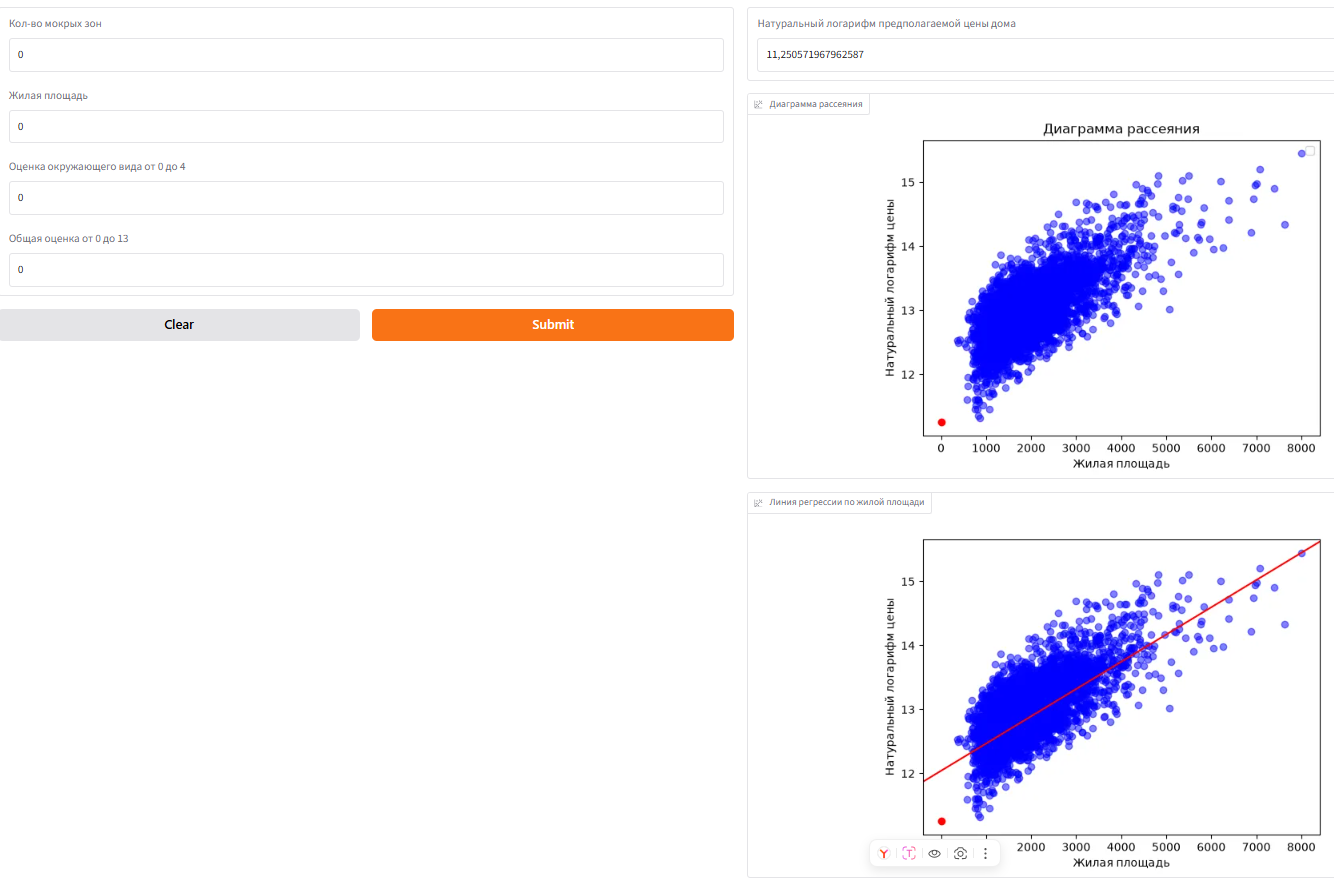 Кол-во мокрых зон
0
Жилая площадь
0
Оценка окружающего вида от 0 до 4
0
Общая оценка от 0 до 13
0
Clear
Submit
Натуральный логарифм предполагаемой цены дома
11,250571967962587
Диаграмма рассеяния
Диаграмма рассеяния
Натуральный логарифм цены
15
14
13
12
0 1000 2000 3000 4000 5000 6000 7000 8000
Жилая площадь
Линия регрессии по жилой площади
Натуральный логарифм цены
15
14
13
12
2000 3000 4000 5000 6000 7000 8000
Жилая площадь